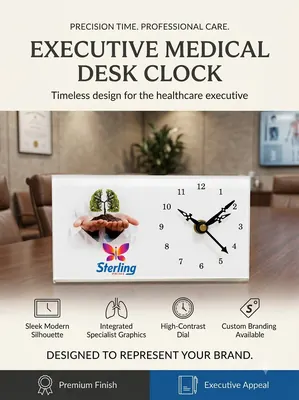 PRECISION TIME. PROFESSIONAL CARE.
EXECUTIVE MEDICAL
DESK CLOCK
Timeless design for the healthcare executive
12
11 1
10 2
9 3
8 4
7 5
6
Sterling
Sleek Modern
Silhouette
Integrated
Specialist Graphics
High-Contrast
Dial
Custom Branding
Available
DESIGNED TO REPRESENT YOUR BRAND.
Premium Finish
Executive Appeal